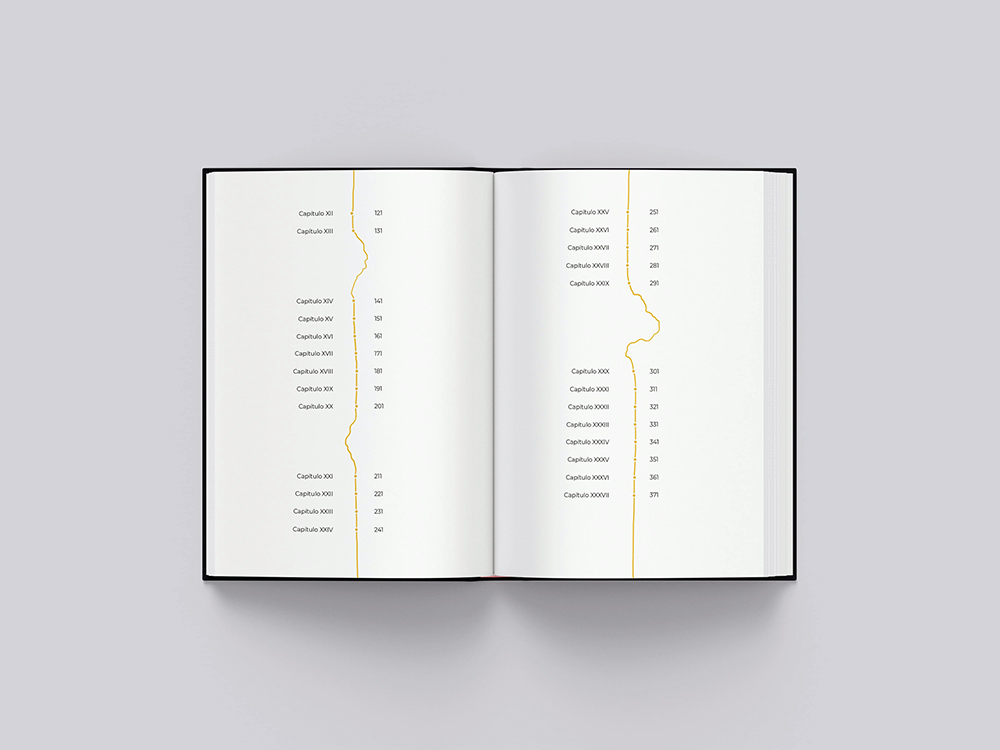 Capítulo XII 121
Capítulo XIII 131
Capítulo XIV 141
Capítulo XV 151
Capítulo XVI 161
Capítulo XVII 171
Capítulo XVIII 181
Capítulo XIX 191
Capítulo XX 201
Capítulo XXI 211
Capítulo XXII 221
Capítulo XXIII 231
Capítulo XXIV 241
Capítulo XXV 251
Capítulo XXVI 261
Capítulo XXVII 271
Capítulo XXVIII 281
Capítulo XXIX 291
Capítulo XXX 301
Capítulo XXXI 311
Capítulo XXXII 321
Capítulo XXXIII 331
Capítulo XXXIV 341
Capítulo XXXV 351
Capítulo XXXVI 361
Capítulo XXXVII 371